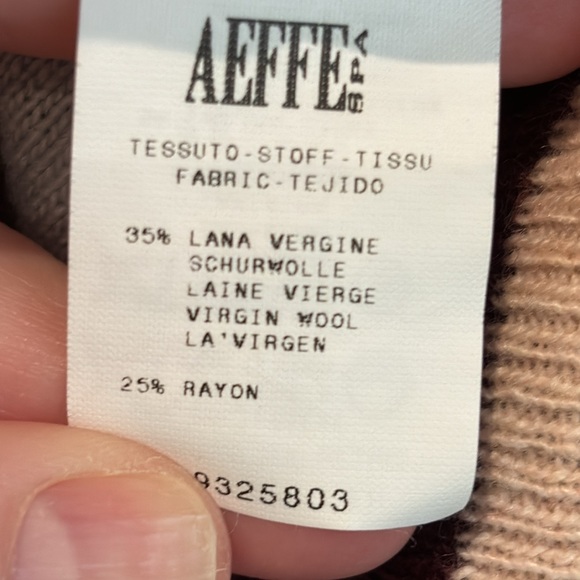 AEFFE SPA
TESSUTO-STOFF-TISSU
FABRIC-TEJIDO
35% LANA VERGINE
SCHURWOLLE
LAINE VIERGE
VIRGIN WOOL
LA'VIRGEN
25% RAYON
9325803